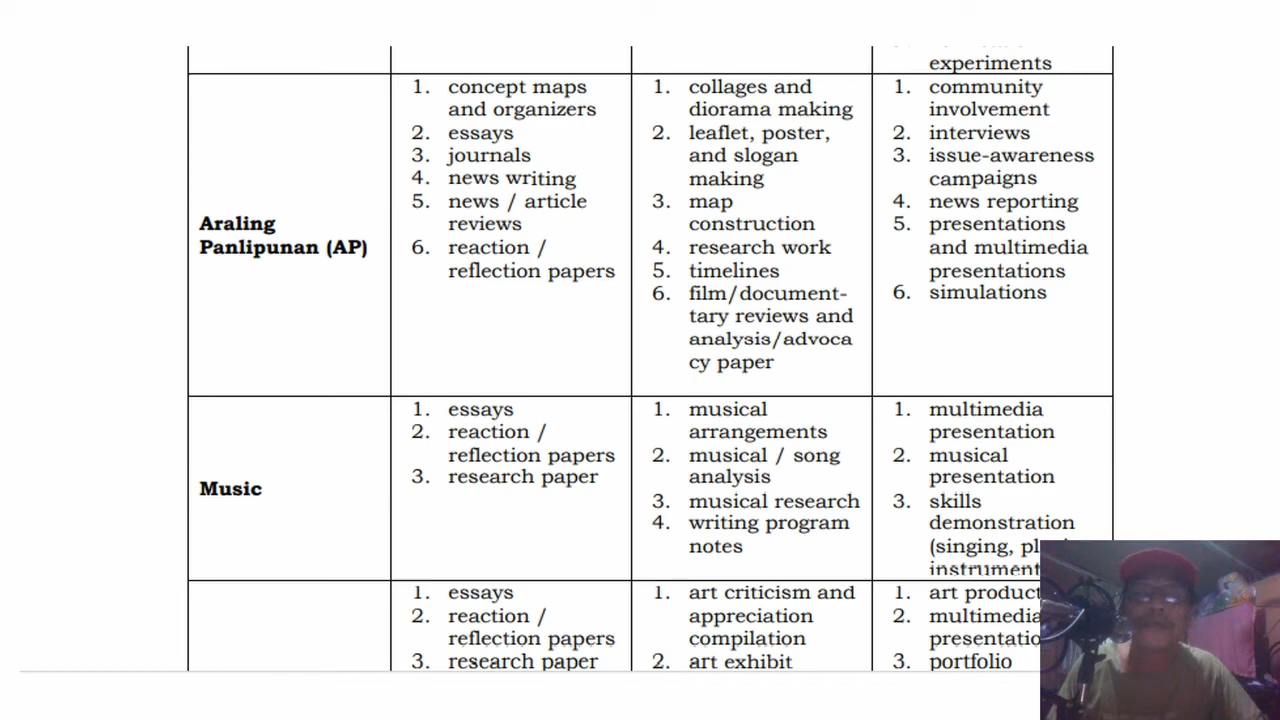 experiments
Araling
Panlipunan (AP)
1. concept maps
and organizers
2. essays
3. journals
4. news writing
5. news / article
reviews
6. reaction /
reflection papers
1. collages and
diorama making
2. leaflet, poster,
and slogan
making
3. map
construction
4. research work
5. timelines
6. film/document-
tary reviews and
analysis/advoca
cy paper
1. community
involvement
2. interviews
3. issue-awareness
campaigns
4. news reporting
5. presentations
and multimedia
presentations
6. simulations
Music
1. essays
2. reaction /
reflection papers
3. research paper
1. musical
arrangements
2. musical / song
analysis
3. musical research
4. writing program
notes
1. multimedia
presentation
2. musical
presentation
3. skills
demonstration
(singing,
1. essays
2. reaction /
reflection papers
3. research paper
1. art criticism and
appreciation
compilation
2. art exhibit
1. art
2. multimedia
3. portfolio